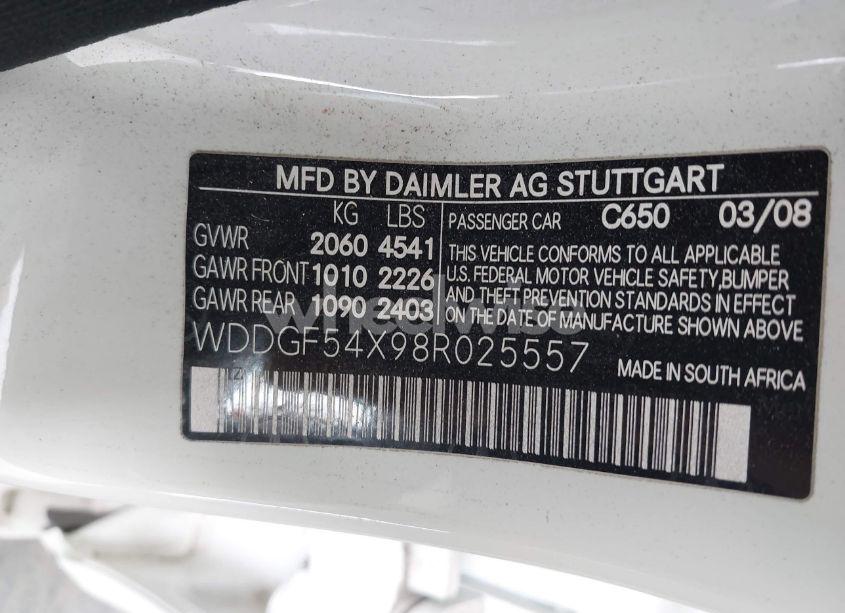 MFD BY DAIMLER AG STUTTGART
KG LBS
GVWR 2060 4541
GAWR FRONT 1010 2226
GAWR REAR 1090 2403
PASSENGER CAR C650 03/08
THIS VEHICLE CONFORMS TO ALL APPLICABLE
U.S. FEDERAL MOTOR VEHICLE SAFETY, BUMPER
AND THEFT PREVENTION STANDARDS IN EFFECT
ON THE DATE OF MANUFACTURE SHOWN ABOVE
WDDGF54X98R025557
MADE IN SOUTH AFRICA